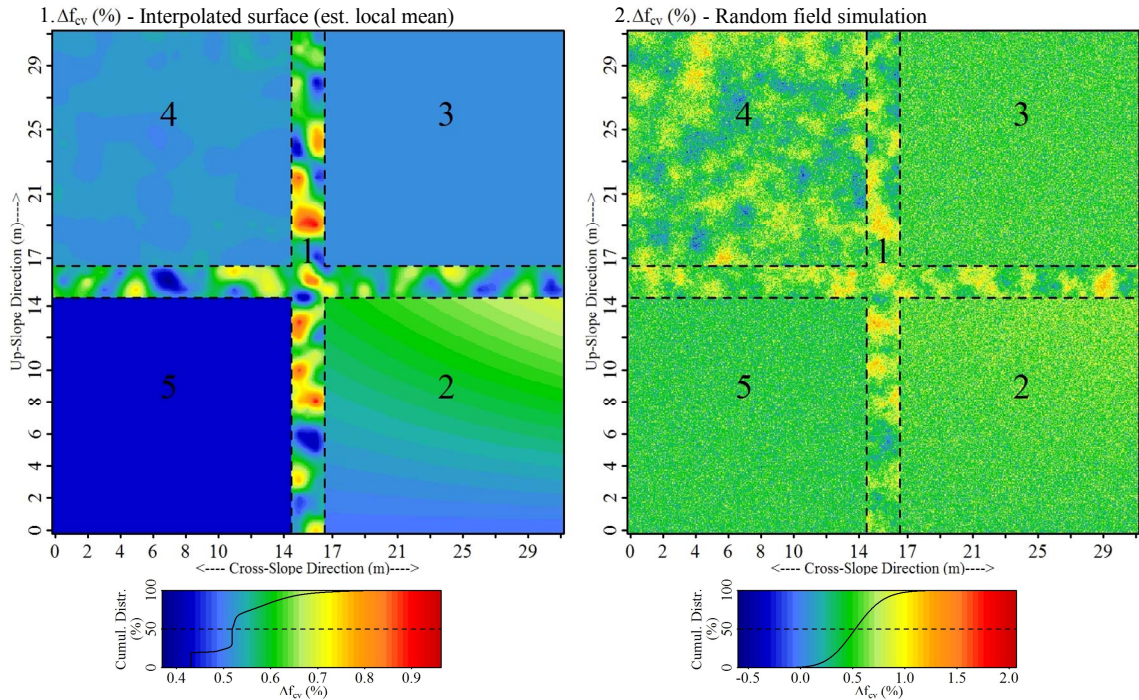 1. Δf_cv (%) - Interpolated surface (est. local mean)
2. Δf_cv (%) - Random field simulation
Up-Slope Direction (m)---->
0 2 4 6 8 10 12 14 17 21 25 29
4
3
1
5
2
0 2 4 6 8 10 12 14 17 21 25 29
<---- Cross-Slope Direction (m)---->
Up-Slope Direction (m)---->
0 2 4 6 8 10 12 14 17 21 25 29
4
3
1
5
2
0 2 4 6 8 10 12 14 17 21 25 29
<---- Cross-Slope Direction (m)---->
Cumul. Distr.
(%)
0 50 100
0.4 0.5 0.6 0.7 0.8 0.9
Δf_cv (%)
Cumul. Distr.
(%)
0 50 100
-0.5 0.0 0.5 1.0 1.5 2.0
Δf_cv (%)